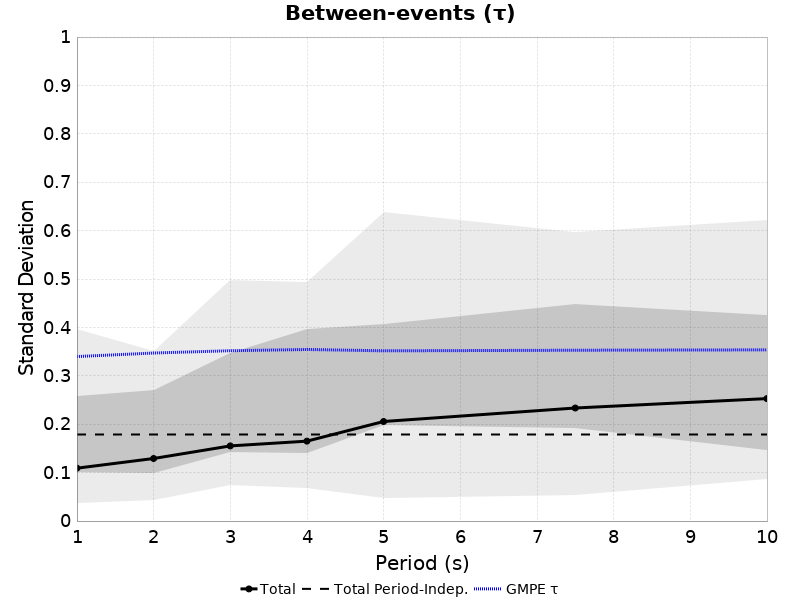 Between-events (τ)
1
0.9
0.8
0.7
0.6
0.5
0.4
0.3
0.2
0.1
0
Standard Deviation
1 2 3 4 5 6 7 8 9 10
Period (s)
Total Total Period-Indep. GMPE τ